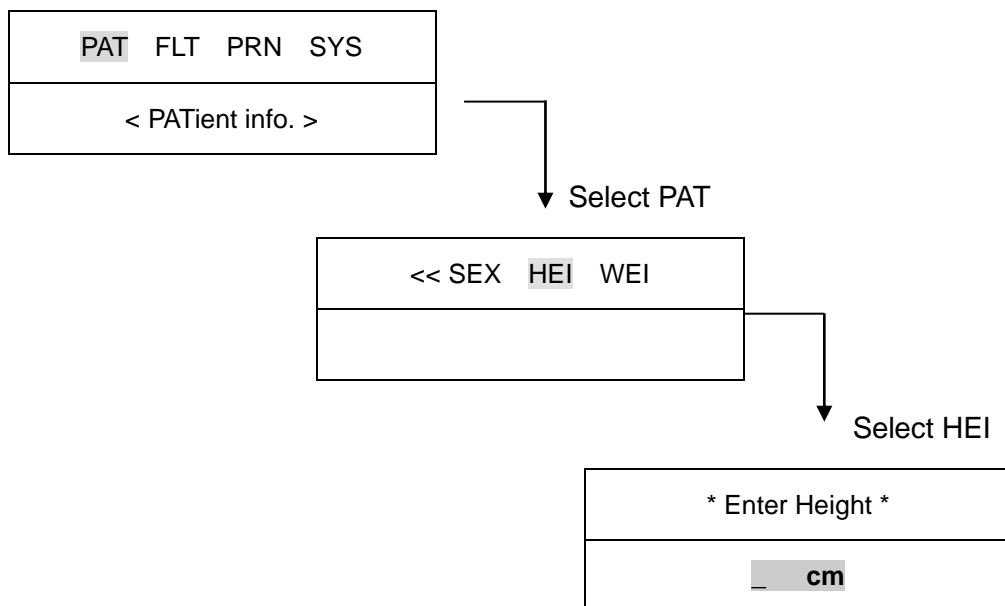 PAT FLT PRN SYS
< PATient info. >
Select PAT
<< SEX HEI WEI
Select HEI
* Enter Height *
_ cm